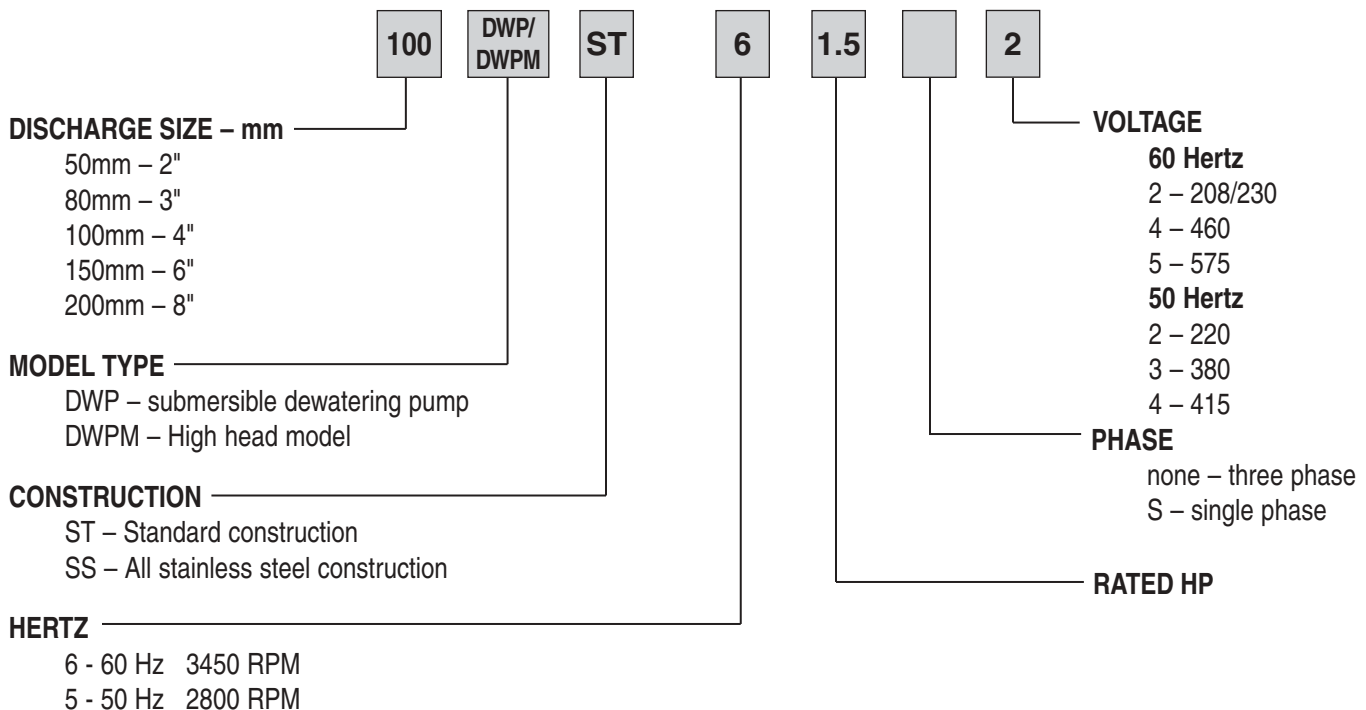 100 DWP/ DWPM ST 6 1.5 2
DISCHARGE SIZE – mm
50mm – 2"
80mm – 3"
100mm – 4"
150mm – 6"
200mm – 8"
MODEL TYPE
DWP – submersible dewatering pump
DWPM – High head model
CONSTRUCTION
ST – Standard construction
SS – All stainless steel construction
HERTZ
6 - 60 Hz 3450 RPM
5 - 50 Hz 2800 RPM
VOLTAGE
60 Hertz
2 – 208/230
4 – 460
5 – 575
50 Hertz
2 – 220
3 – 380
4 – 415
PHASE
none – three phase
S – single phase
RATED HP